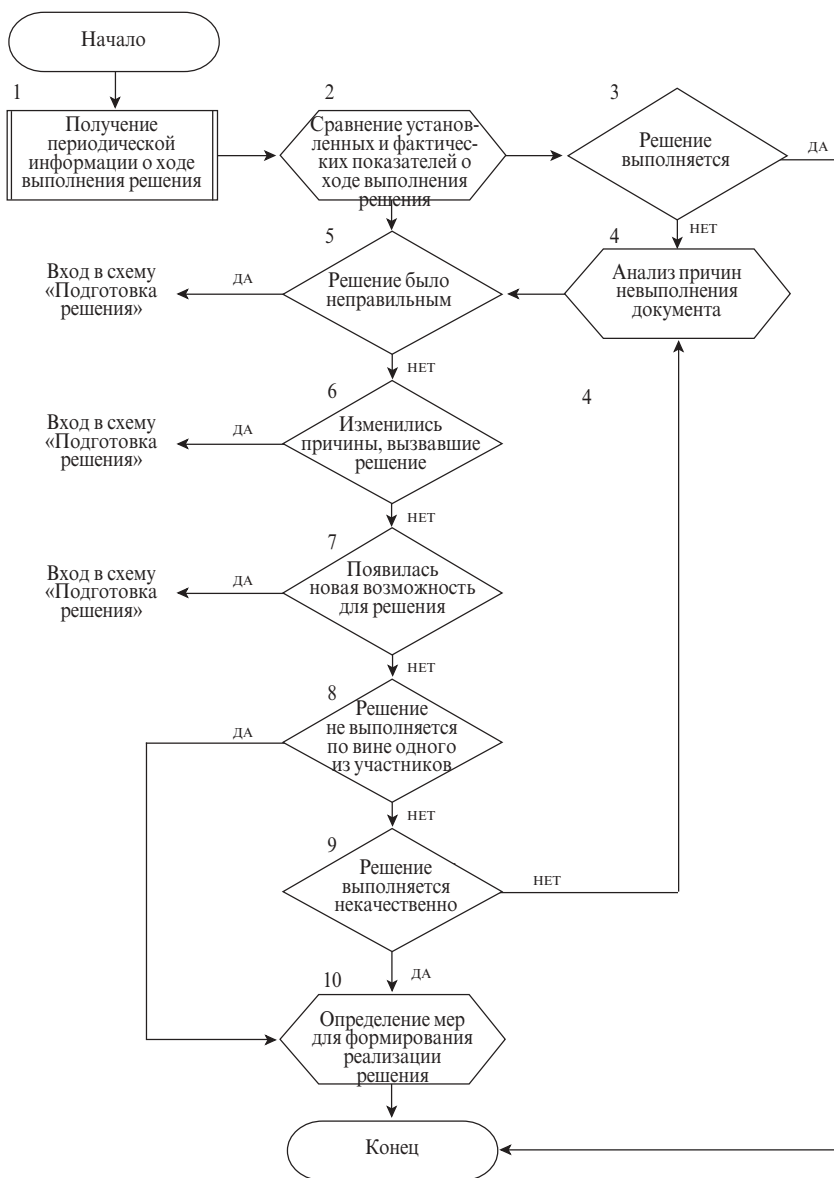 Начало
1
Получение
периодической
информации о ходе
выполнения решения
2
Сравнение установ-
ленных и фактичес-
ких показателей о
ходе выполнения
решения
3
Решение
выполняется
ДА
НЕТ
4
Анализ причин
невыполнения
документа
5
Решение было
неправильным
ДА
Вход в схему
«Подготовка
решения»
НЕТ
4
6
Изменились
причины, вызвавшие
решение
ДА
Вход в схему
«Подготовка
решения»
НЕТ
7
Появилась
новая возможность
для решения
ДА
Вход в схему
«Подготовка
решения»
НЕТ
8
Решение
не выполняется
по вине одного
из участников
ДА
НЕТ
9
Решение
выполняется
некачественно
НЕТ
ДА
10
Определение мер
для формирования
реализации
решения
Конец